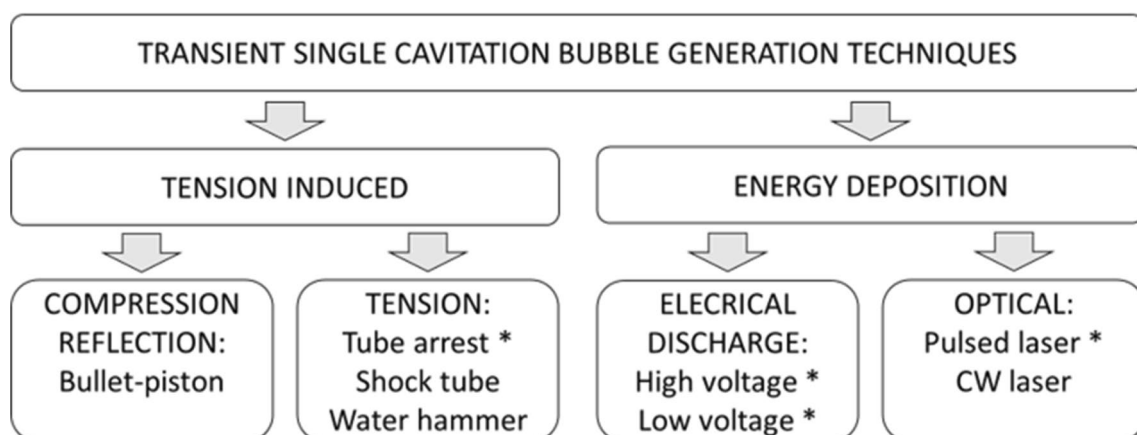 TRANSIENT SINGLE CAVITATION BUBBLE GENERATION TECHNIQUES
TENSION INDUCED
ENERGY DEPOSITION
COMPRESSION
REFLECTION:
Bullet-piston
TENSION:
Tube arrest *
Shock tube
Water hammer
ELECRICAL
DISCHARGE:
High voltage *
Low voltage *
OPTICAL:
Pulsed laser *
CW laser